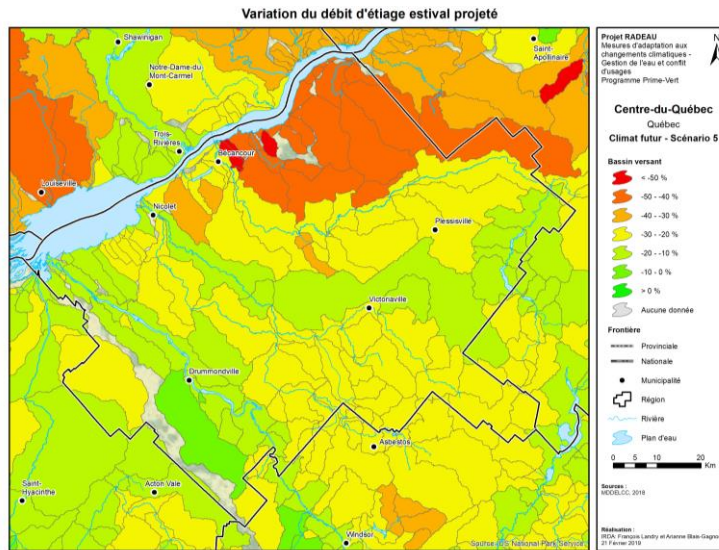 Variation du débit d'étiage estival projeté
Shawinigan
Notre-Dame-du
Mont-Carmel
Saint-
Apollinaire
Trois-
Rivières
Bécancour
Louiseville
Nicolet
Plessisville
Victoriaville
Drummondville
Asbestos
Saint-
Hyacinthe
Acton Vale
Windsor
Source: US National Park Service
Projet RADEAU
Mesures d'adaptation aux
changements climatiques -
Gestion de l'eau et conflit
d'usages
Programme Prime-Vert
N
Centre-du-Québec
Québec
Climat futur - Scénario 5
Bassin versant
< -50 %
-50 - -40 %
-40 - -30 %
-30 - -20 %
-20 - -10 %
-10 - 0 %
> 0 %
Aucune donnée
Frontière
Provinciale
Nationale
Municipalité
Région
Rivière
Plan d'eau
0 5 10 20
Km
Sources :
MDDELCC, 2016
Réalisation :
IRDA: François Landry et Arianne Blais-Gagno
21 Février 2019